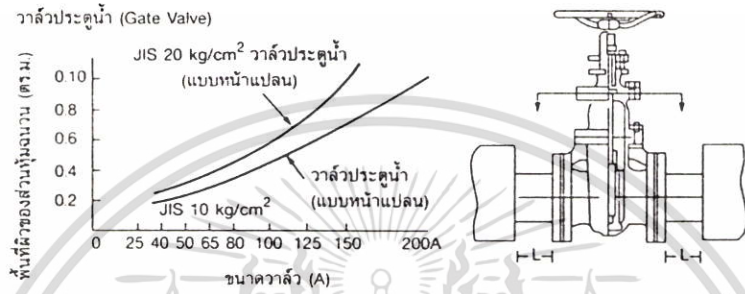 วาล์วประตูน้ำ (Gate Valve)
JIS 20 kg/cm² วาล์วประตูน้ำ
(แบบหน้าแปลน)
พื้นที่ผิวของส่วนหุ้มฉนวน (ตร.ม.)
0.10
0.8
0.6
0.4
0.2
วาล์วประตูน้ำ
(แบบหน้าแปลน)
JIS 10 kg/cm²
0 25 40 50 65 80 100 125 150 200A
ขนาดวาล์ว (A)
L L